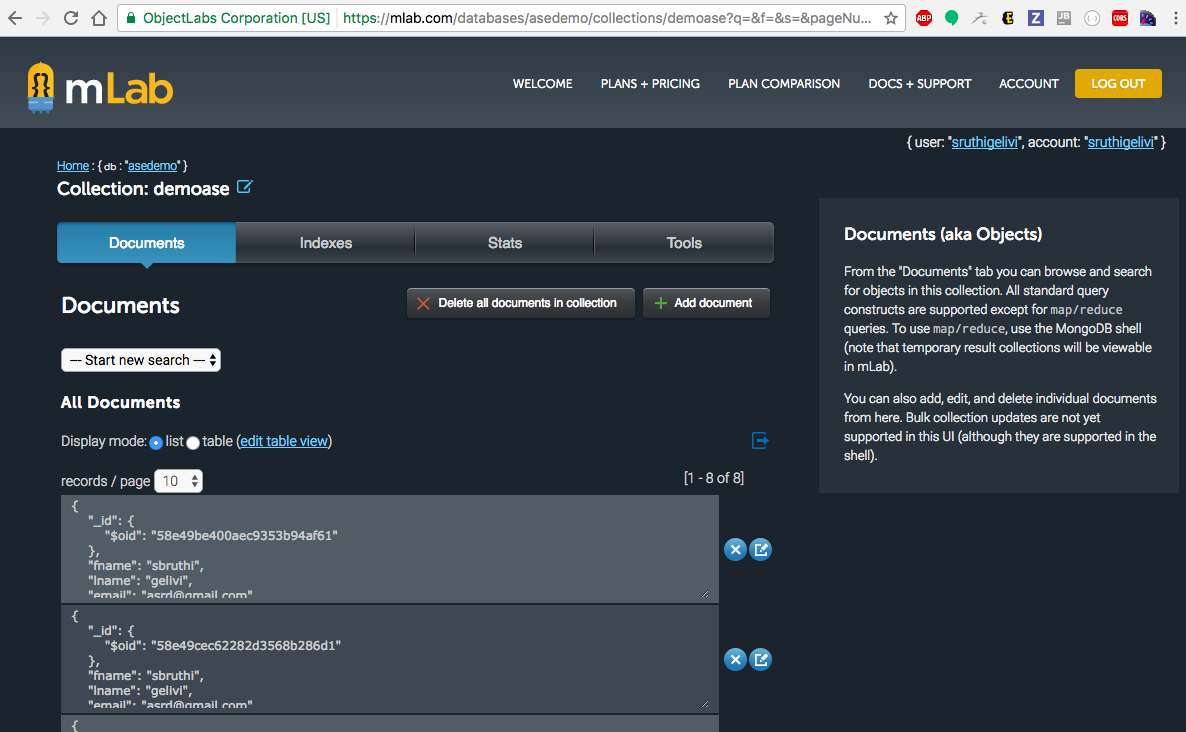 ObjectLabs Corporation [US] https://mlab.com/databases/asedemo/collections/demoase?q=&f=&s=&pageNu...
ABP
Z
JB
CORS
mLab
WELCOME PLANS + PRICING PLAN COMPARISON DOCS + SUPPORT ACCOUNT LOG OUT
{ user: "sruthigelivi", account: "sruthigelivi" }
Home : { db : "asedemo" }
Collection: demoase
Documents Indexes Stats Tools
Documents
Delete all documents in collection
Add document
--- Start new search ---
All Documents
Display mode: list table (edit table view)
records / page 10
[1 - 8 of 8]
{
"_id": {
"$oid": "58e49be400aec9353b94af61"
},
"fname": "sbruthi",
"lname": "gelivi",
"email": "asrd@gmail.com"
{
"_id": {
"$oid": "58e49cec62282d3568b286d1"
},
"fname": "sbruthi",
"lname": "gelivi",
"email": "asrd@gmail.com"
{
Documents (aka Objects)
From the "Documents" tab you can browse and search
for objects in this collection. All standard query
constructs are supported except for map/reduce
queries. To use map/reduce, use the MongoDB shell
(note that temporary result collections will be viewable
in mLab).
You can also add, edit, and delete individual documents
from here. Bulk collection updates are not yet
supported in this UI (although they are supported in the
shell).